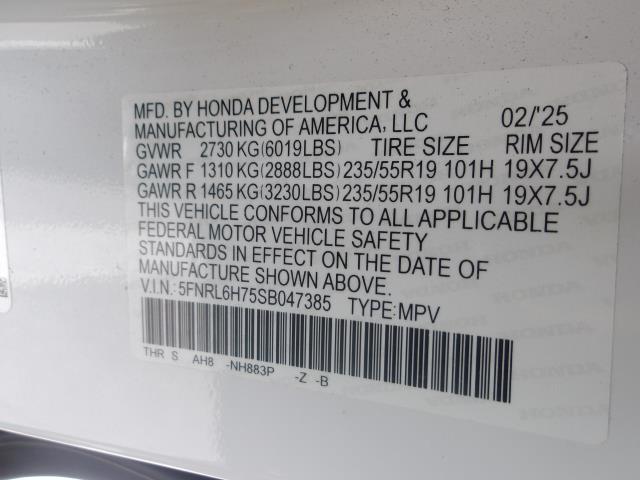 MFD. BY HONDA DEVELOPMENT &
MANUFACTURING OF AMERICA, LLC 02/'25
GVWR 2730 KG(6019LBS) TIRE SIZE RIM SIZE
GAWR F 1310 KG(2888LBS) 235/55R19 101H 19X7.5J
GAWR R 1465 KG(3230LBS) 235/55R19 101H 19X7.5J
THIS VEHICLE CONFORMS TO ALL APPLICABLE
FEDERAL MOTOR VEHICLE SAFETY
STANDARDS IN EFFECT ON THE DATE OF
MANUFACTURE SHOWN ABOVE.
V.I.N.: 5FNRL6H75SB047385 TYPE: MPV
THR S AH8 -NH883P -Z -B